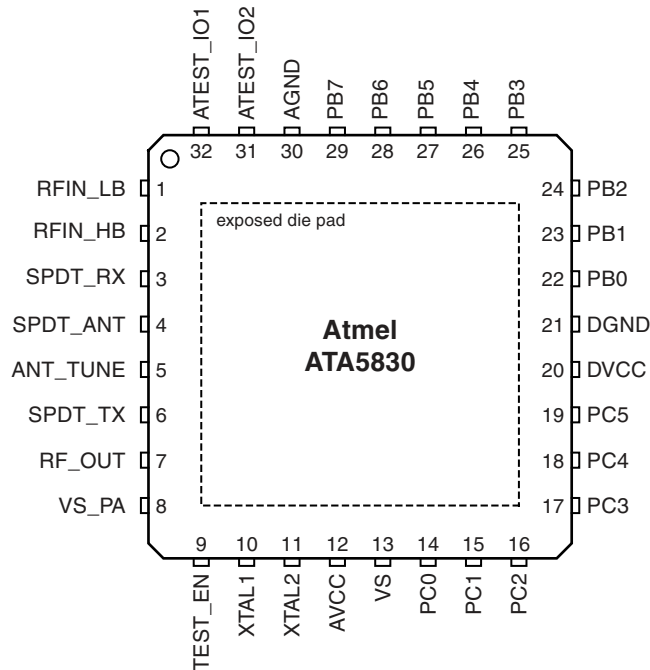 ATEST_IO1
ATEST_IO2
AGND
PB7
PB6
PB5
PB4
PB3
32 31 30 29 28 27 26 25
RFIN_LB 1
RFIN_HB 2
SPDT_RX 3
SPDT_ANT 4
ANT_TUNE 5
SPDT_TX 6
RF_OUT 7
VS_PA 8
exposed die pad
Atmel
ATA5830
24 PB2
23 PB1
22 PB0
21 DGND
20 DVCC
19 PC5
18 PC4
17 PC3
9 10 11 12 13 14 15 16
TEST_EN
XTAL1
XTAL2
AVCC
VS
PC0
PC1
PC2